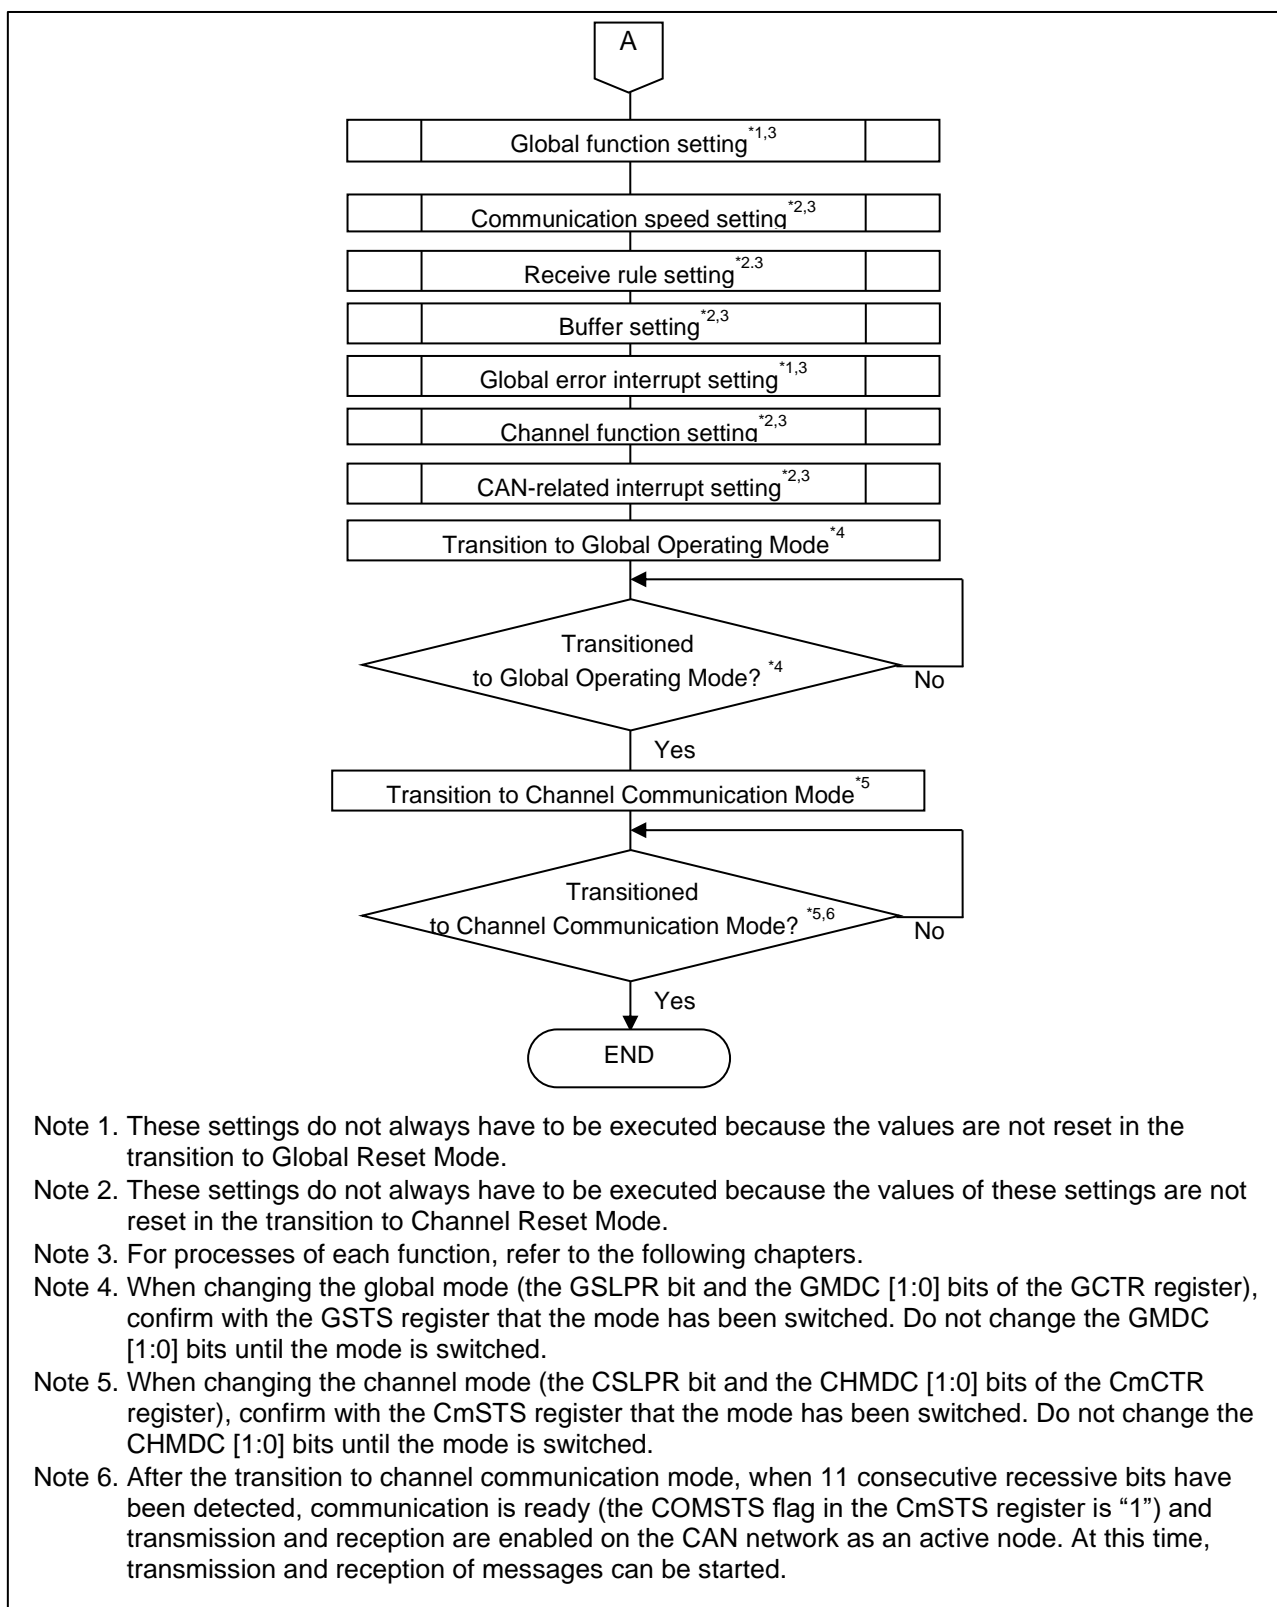 A
Global function setting*1,3
Communication speed setting*2,3
Receive rule setting*2.3
Buffer setting*2,3
Global error interrupt setting*1,3
Channel function setting*2,3
CAN-related interrupt setting*2,3
Transition to Global Operating Mode*4
Transitioned
to Global Operating Mode? *4
No
Yes
Transition to Channel Communication Mode*5
Transitioned
to Channel Communication Mode? *5,6
No
Yes
END
Note 1. These settings do not always have to be executed because the values are not reset in the
transition to Global Reset Mode.
Note 2. These settings do not always have to be executed because the values of these settings are not
reset in the transition to Channel Reset Mode.
Note 3. For processes of each function, refer to the following chapters.
Note 4. When changing the global mode (the GSLPR bit and the GMDC [1:0] bits of the GCTR register),
confirm with the GSTS register that the mode has been switched. Do not change the GMDC
[1:0] bits until the mode is switched.
Note 5. When changing the channel mode (the CSLPR bit and the CHMDC [1:0] bits of the CmCTR
register), confirm with the CmSTS register that the mode has been switched. Do not change the
CHMDC [1:0] bits until the mode is switched.
Note 6. After the transition to channel communication mode, when 11 consecutive recessive bits have
been detected, communication is ready (the COMSTS flag in the CmSTS register is “1”) and
transmission and reception are enabled on the CAN network as an active node. At this time,
transmission and reception of messages can be started.